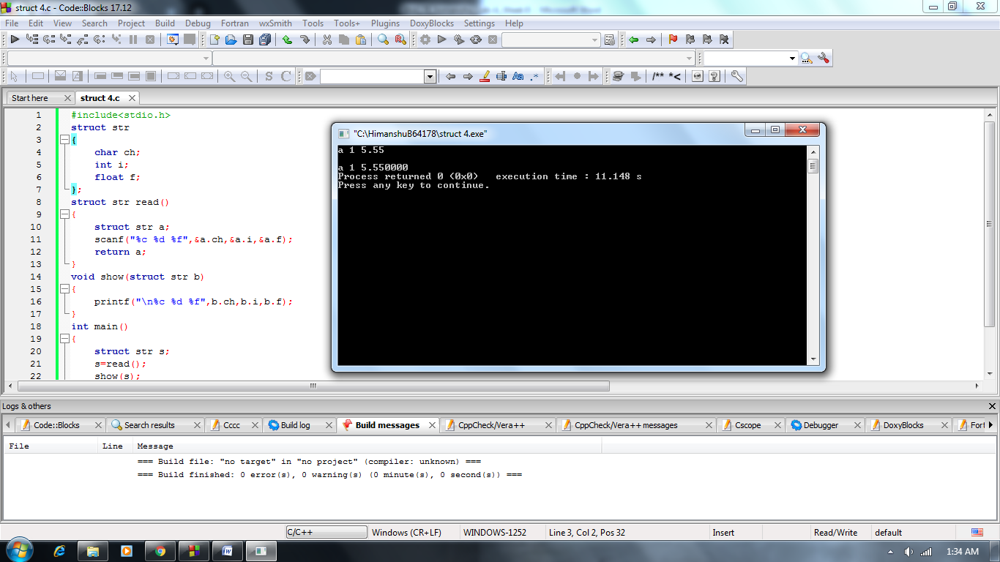 struct 4.c - Code::Blocks 17.12
File Edit View Search Project Build Debug Fortran wxSmith Tools Tools+ Plugins DoxyBlocks Settings Help
S C Aa .* /** *<
Start here struct 4.c
1 #include<stdio.h>
2 struct str
3 {
4 char ch;
5 int i;
6 float f;
7 };
8 struct str read()
9 {
10 struct str a;
11 scanf("%c %d %f",&a.ch,&a.i,&a.f);
12 return a;
13 }
14 void show(struct str b)
15 {
16 printf("\n%c %d %f",b.ch,b.i,b.f);
17 }
18 int main()
19 {
20 struct str s;
21 s=read();
22 show(s);
"C:\HimanshuB64178\struct 4.exe"
a 1 5.55
a 1 5.550000
Process returned 0 (0x0) execution time : 11.148 s
Press any key to continue.
Logs & others
Code::Blocks Search results Cccc Build log Build messages CppCheck/Vera++ CppCheck/Vera++ messages Cscope Debugger DoxyBlocks Fort
File Line Message
=== Build file: "no target" in "no project" (compiler: unknown) ===
=== Build finished: 0 error(s), 0 warning(s) (0 minute(s), 0 second(s)) ===
C/C++ Windows (CR+LF) WINDOWS-1252 Line 3, Col 2, Pos 32 Insert Read/Write default
1:34 AM